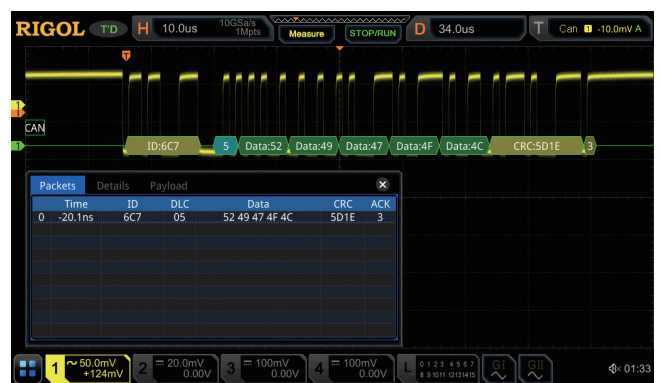 RIGOL T'D H 10.0us 10GSa/s 1Mpts Measure STOP/RUN D 34.0us T Can 1 -10.0mV A
T
1
CAN
1 ID:6C7 5 Data:52 Data:49 Data:47 Data:4F Data:4C CRC:5D1E 3
Packets Details Payload
Time ID DLC Data CRC ACK
0 -20.1ns 6C7 05 52 49 47 4F 4C 5D1E 3
1 50.0mV +124mV 2 20.0mV 0.00V 3 100mV 0.00V 4 100mV 0.00V L 0 1 2 3 4 5 6 7 8 9 10 11 12 13 14 15 GI GII 01:33